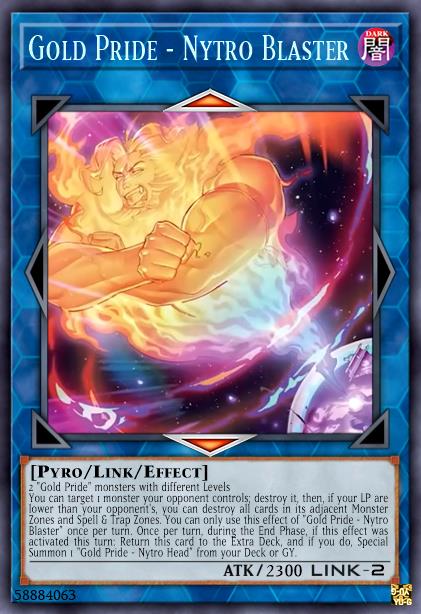 GOLD PRIDE - NYTRO BLASTER
DARK
闇
[PYRO/LINK/EFFECT]
2 "Gold Pride" monsters with different Levels
You can target 1 monster your opponent controls; destroy it, then, if your LP are
lower than your opponent's, you can destroy all cards in its adjacent Monster
Zones and Spell & Trap Zones. You can only use this effect of "Gold Pride - Nytro
Blaster" once per turn. Once per turn, during the End Phase, if this effect was
activated this turn: Return this card to the Extra Deck, and if you do, Special
Summon 1 "Gold Pride - Nytro Head" from your Deck or GY.
ATK/2300 LINK-2
58884063